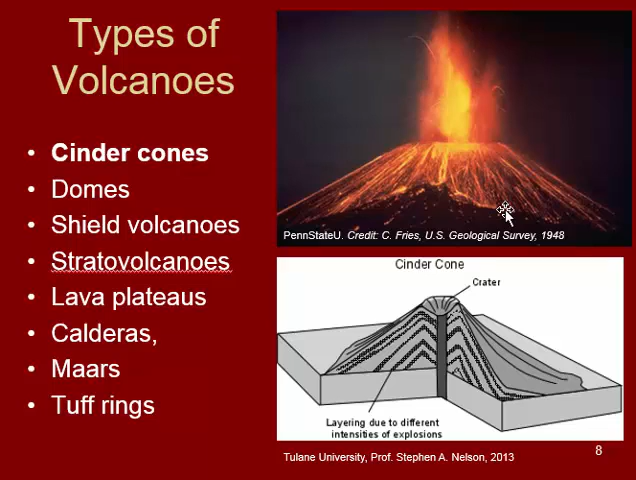 Types of
Volcanoes
• Cinder cones
• Domes
• Shield volcanoes
• Stratovolcanoes
• Lava plateaus
• Calderas,
• Maars
• Tuff rings
PennStateU. Credit: C. Fries, U.S. Geological Survey, 1948
Cinder Cone
Crater
Layering due to different
intensities of explosions
Tulane University, Prof. Stephen A. Nelson, 2013
8